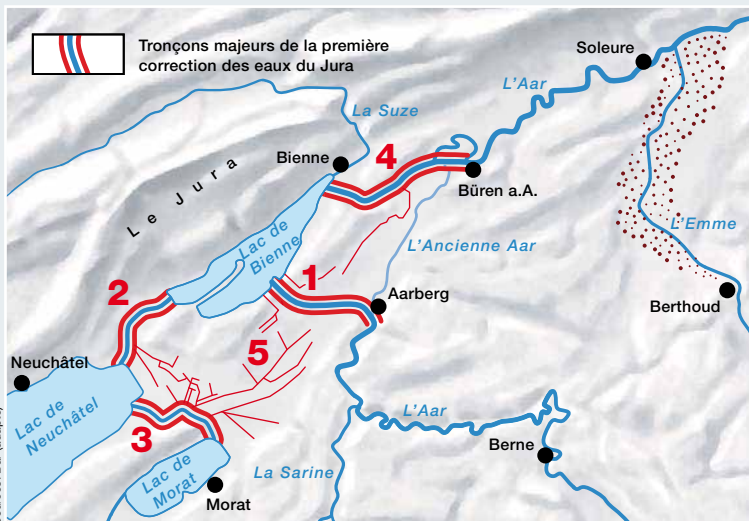 Tronçons majeurs de la première
correction des eaux du Jura
Soleure
L'Aar
La Suze
Bienne
4
Büren a.A.
Le Jura
L'Emme
Lac de
Bienne
L'Ancienne Aar
1
Aarberg
2
Berthoud
5
Neuchâtel
Lac de
Neuchâtel
3
L'Aar
Berne
Lac de
Morat
La Sarine
Morat